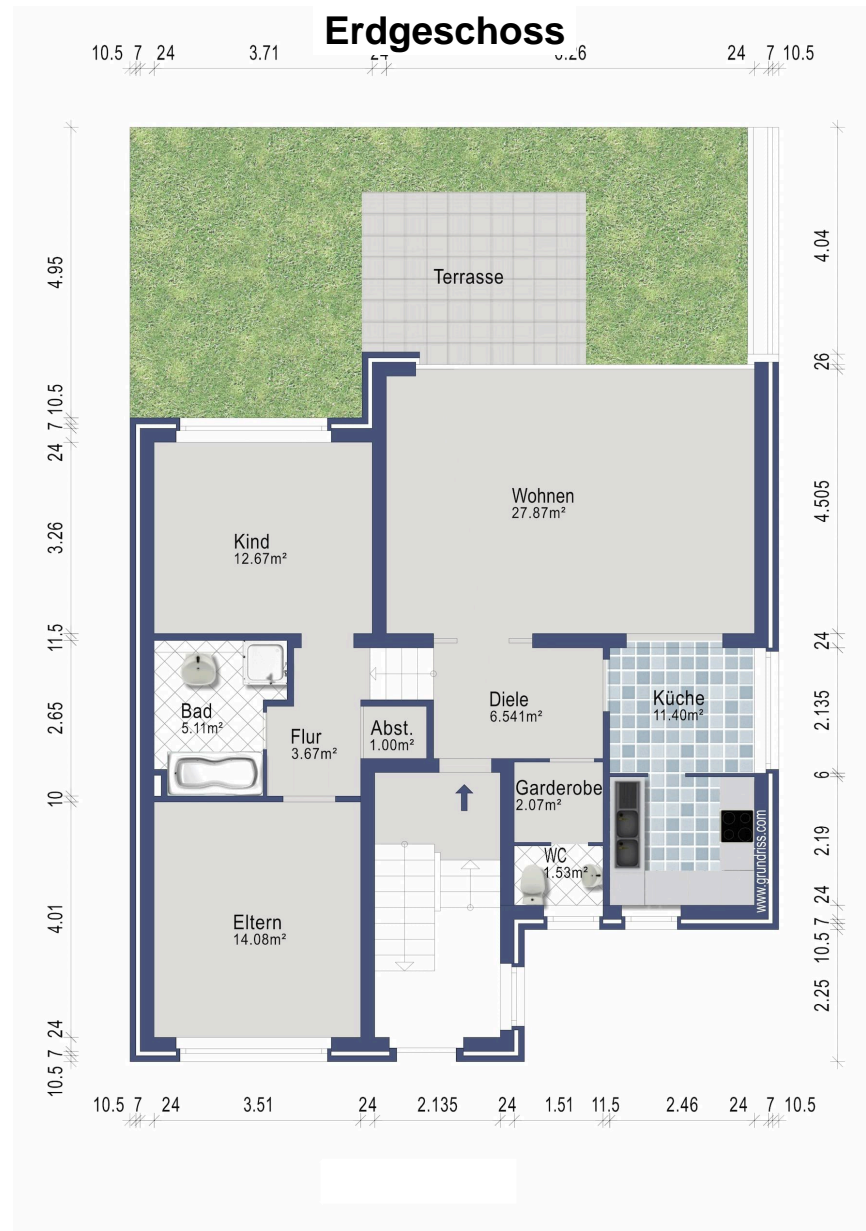 Erdgeschoss
10.5 7 24 3.71 24 6.26 24 7 10.5
4.95
10.5
7
24
3.26
11.5
2.65
10
4.01
24
7
10.5
4.04
26
4.505
24
2.135
6
2.19
24
7
10.5
2.25
Terrasse
Wohnen
27.87m²
Kind
12.67m²
Bad
5.11m²
Flur
3.67m²
Abst.
1.00m²
Diele
6.541m²
Küche
11.40m²
Garderobe
2.07m²
WC
1.53m²
www.grundriss.com
Eltern
14.08m²
10.5 7 24 3.51 24 2.135 24 1.51 11.5 2.46 24 7 10.5